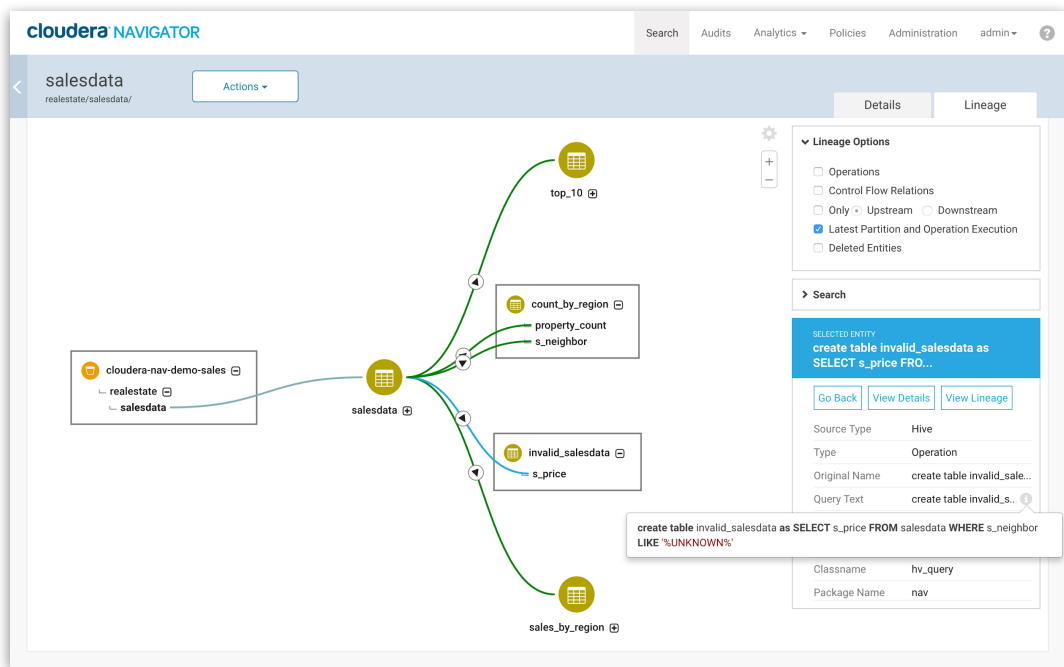 cloudera NAVIGATOR
Search Audits Analytics Policies Administration admin ?
salesdata
realestate/salesdata/
Actions
Details Lineage
top_10
count_by_region
property_count
s_neighbor
cloudera-nav-demo-sales
realestate
salesdata
salesdata
invalid_salesdata
s_price
sales_by_region
+
−
Lineage Options
Operations
Control Flow Relations
Only Upstream Downstream
Latest Partition and Operation Execution
Deleted Entities
Search
SELECTED ENTITY
create table invalid_salesdata as
SELECT s_price FRO...
Go Back View Details View Lineage
Source Type Hive
Type Operation
Original Name create table invalid_sale...
Query Text create table invalid_s...
create table invalid_salesdata as SELECT s_price FROM salesdata WHERE s_neighbor
LIKE '%UNKNOWN%'
Classname hv_query
Package Name nav